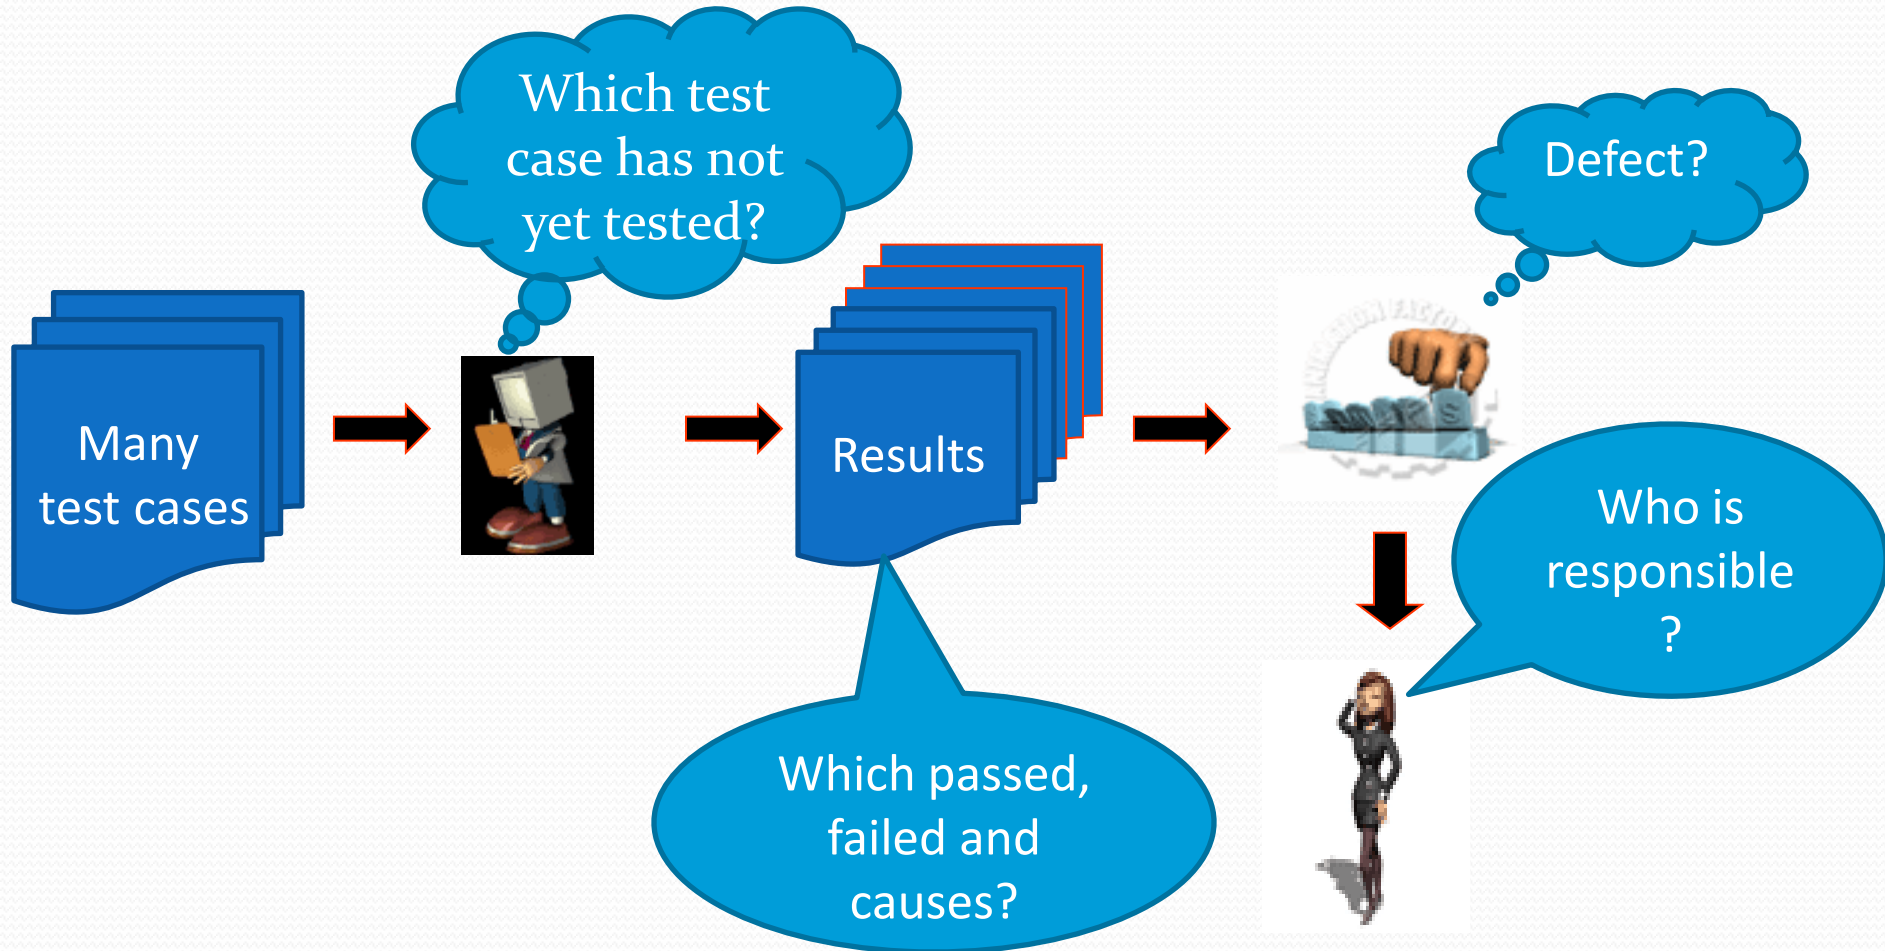 Which test
case has not
yet tested?
Defect?
Many
test cases
Results
Who is
responsible
?
Which passed,
failed and
causes?